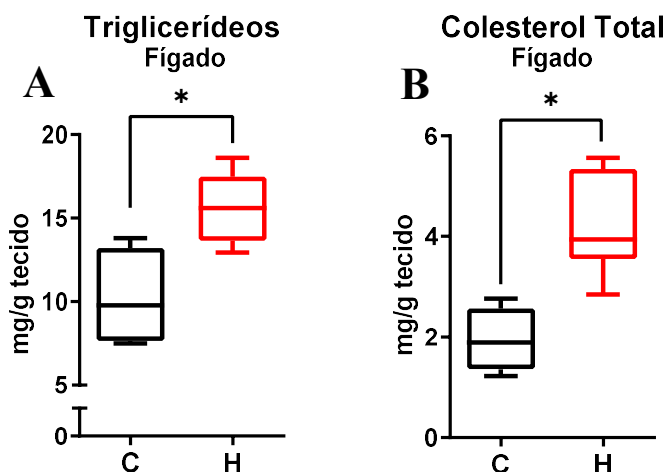 Triglicerídeos
Fígado
A
*
20
15
10
5
0
mg/g tecido
C H
Colesterol Total
Fígado
B
*
6
4
2
0
mg/g tecido
C H